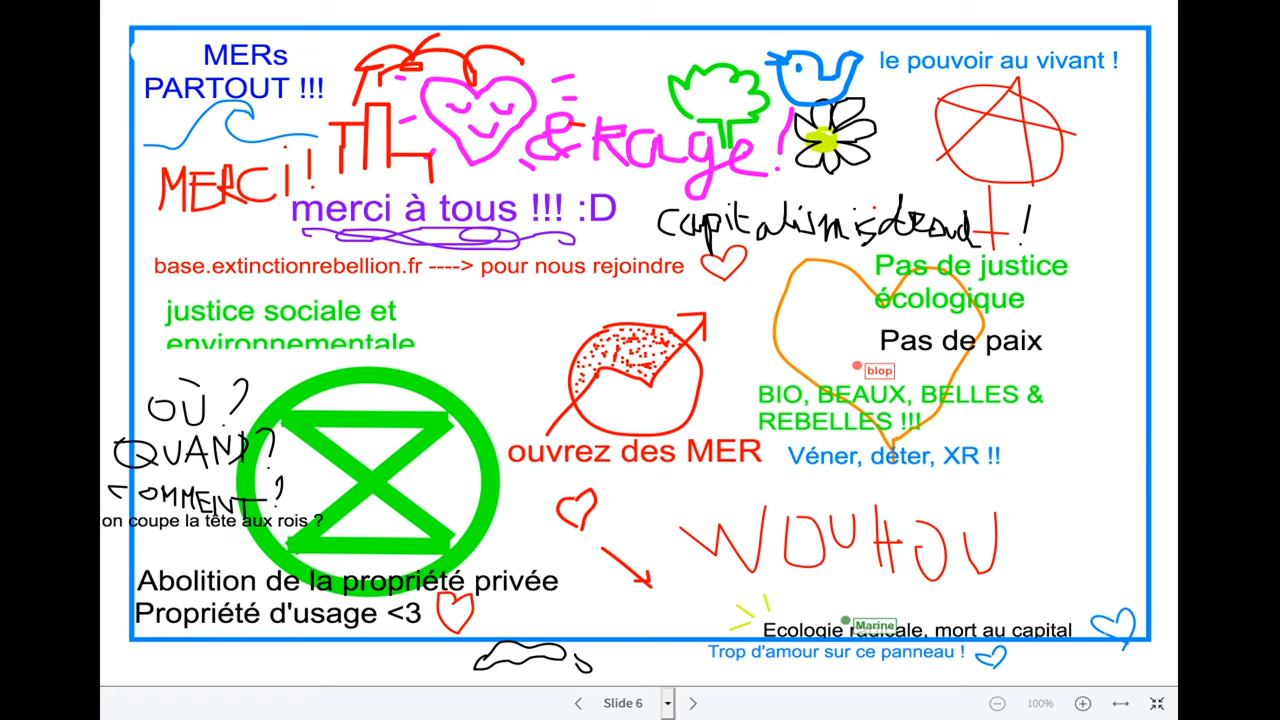 MERs
PARTOUT !!!
le pouvoir au vivant !
& Rage!
MERCI!
merci à tous !!! :D
capitalism is dead !
base.extinctionrebellion.fr ----> pour nous rejoindre
Pas de justice
écologique
justice sociale et
environnementale
Pas de paix
blop
OÙ ?
QUAND?
COMMENT?
on coupe la tête aux rois ?
BIO, BEAUX, BELLES &
REBELLES !!!
ouvrez des MER
Véner, déter, XR !!
WOUHOU
Abolition de la propriété privée
Propriété d'usage <3
Marine
Ecologie radicale, mort au capital
Trop d'amour sur ce panneau !
Slide 6
100%